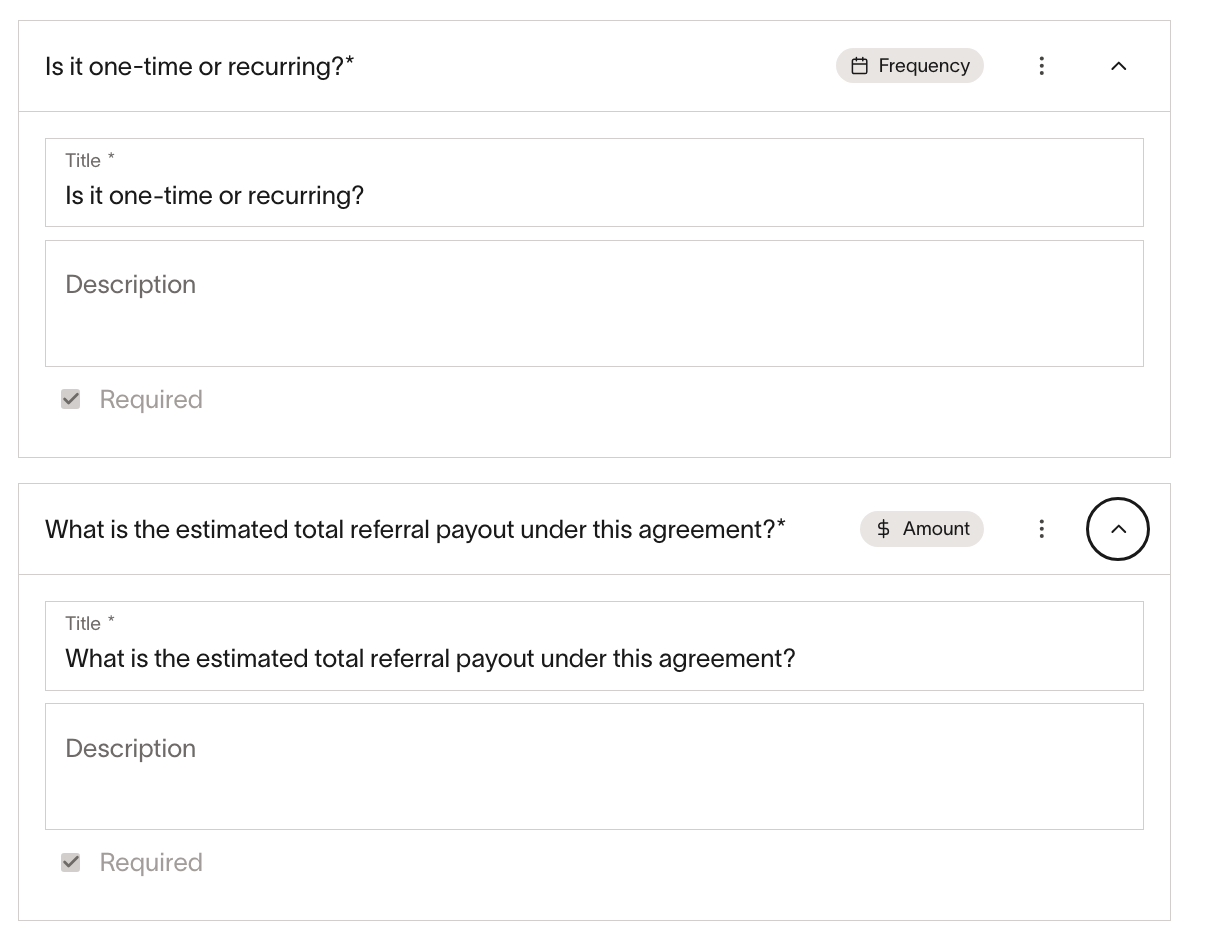 Is it one-time or recurring?*
Frequency
Title *
Is it one-time or recurring?
Description
Required
What is the estimated total referral payout under this agreement?*
$ Amount
Title *
What is the estimated total referral payout under this agreement?
Description
Required